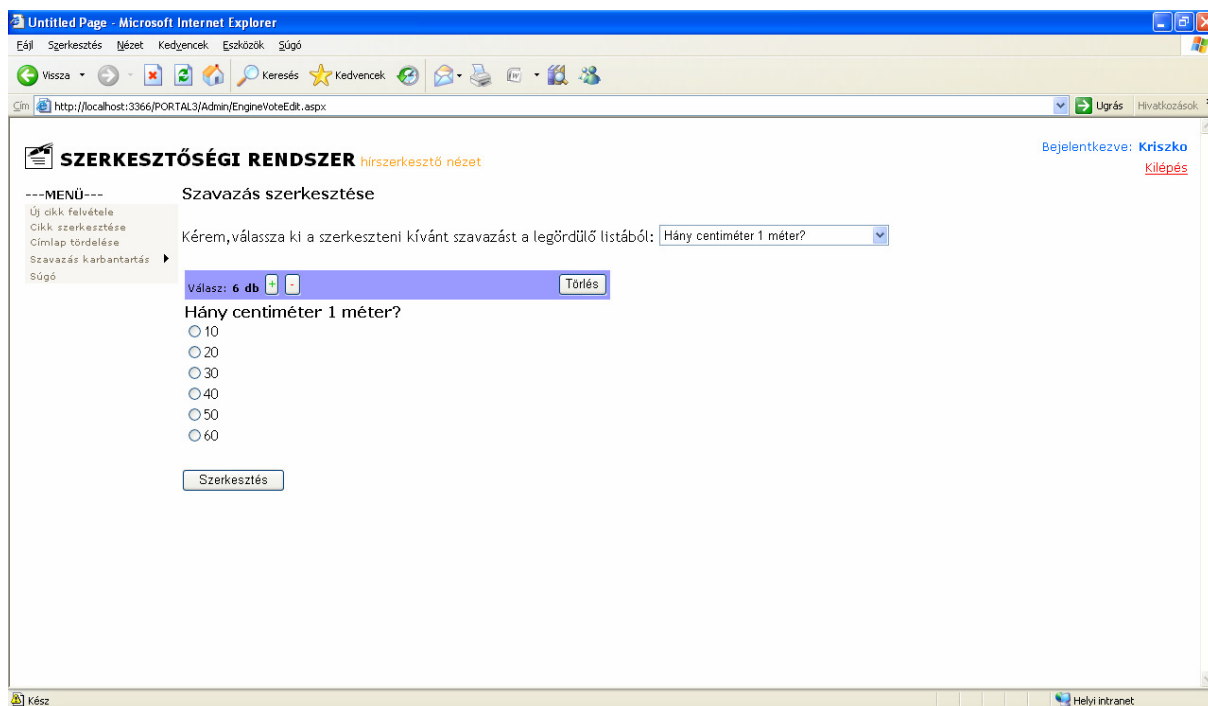 Untitled Page - Microsoft Internet Explorer
Fájl Szerkesztés Nézet Kedvencek Eszközök Súgó
Vissza Keresés Kedvencek
Cím http://localhost:3366/PORTAL3/Admin/EngineVoteEdit.aspx Ugrás Hivatkozások
SZERKESZTŐSÉGI RENDSZER hírszerkesztő nézet
Bejelentkezve: Kriszko
Kilépés
---MENÜ---
Új cikk felvétele
Cikk szerkesztése
Címlap tördelése
Szavazás karbantartás
Súgó
Szavazás szerkesztése
Kérem,válassza ki a szerkeszteni kívánt szavazást a legördülő listából: Hány centiméter 1 méter?
Válasz: 6 db + - Törlés
Hány centiméter 1 méter?
10
20
30
40
50
60
Szerkesztés
Kész Helyi intranet